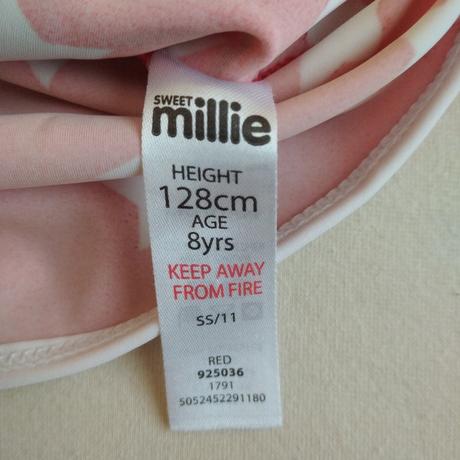 SWEET
millie
HEIGHT
128cm
AGE
8yrs
KEEP AWAY
FROM FIRE
SS/11
RED
925036
1791
5052452291180